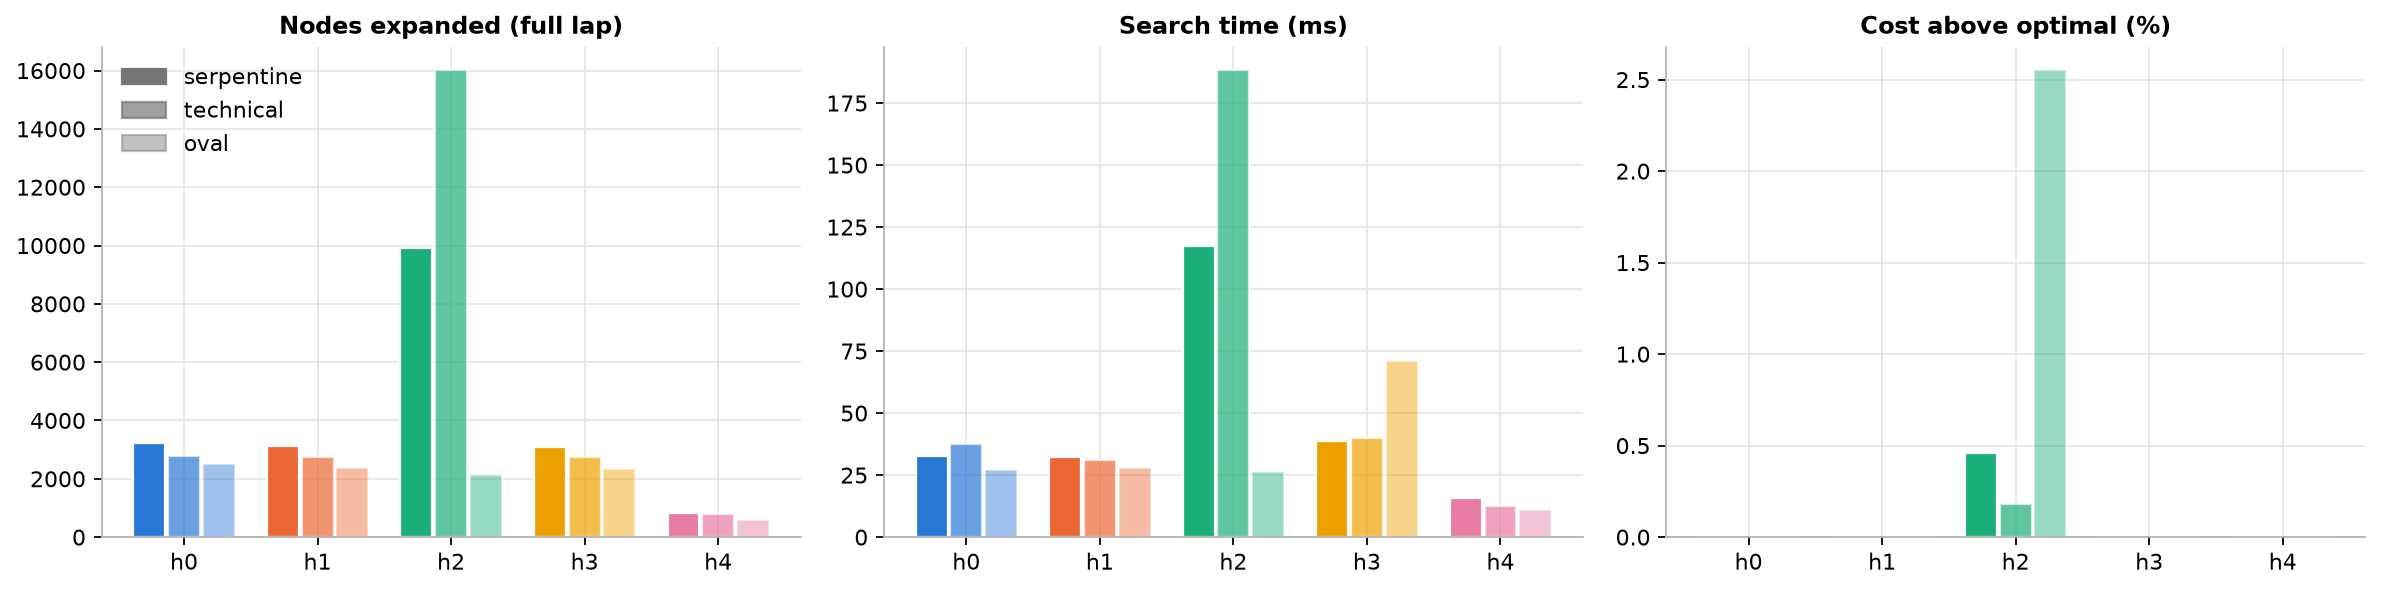 Nodes expanded (full lap)
16000
14000
12000
10000
8000
6000
4000
2000
0
serpentine
technical
oval
h0 h1 h2 h3 h4
Search time (ms)
175
150
125
100
75
50
25
0
h0 h1 h2 h3 h4
Cost above optimal (%)
2.5
2.0
1.5
1.0
0.5
0.0
h0 h1 h2 h3 h4